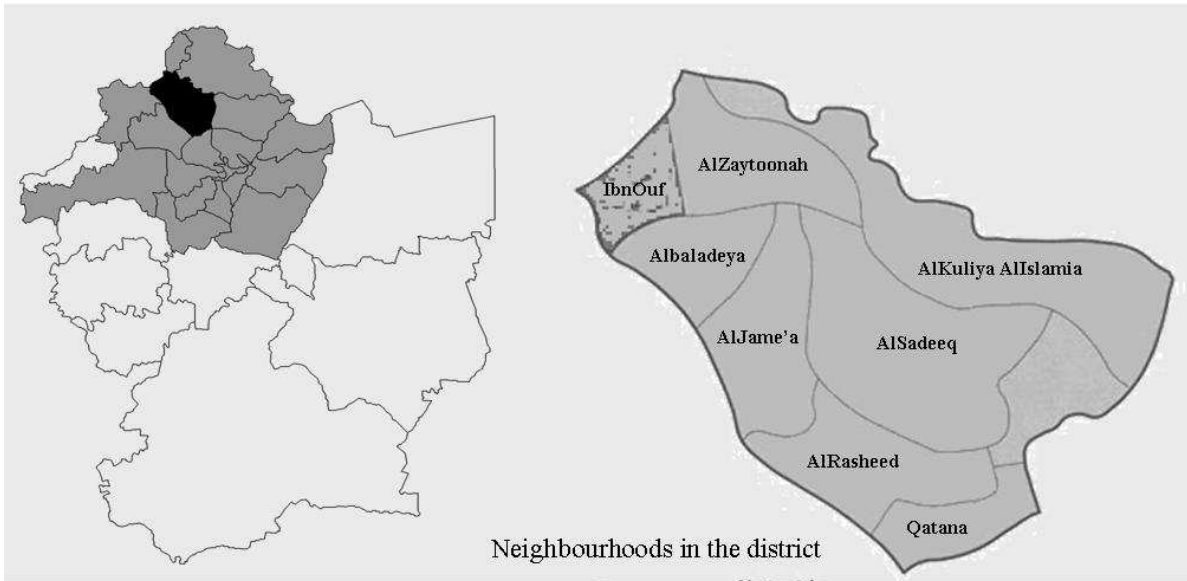 AlZaytoonah
IbnOuf
Albaladeya
AlKuliya AlIslamia
AlJame’a
AlSadeeq
AlRasheed
Qatana
Neighbourhoods in the district